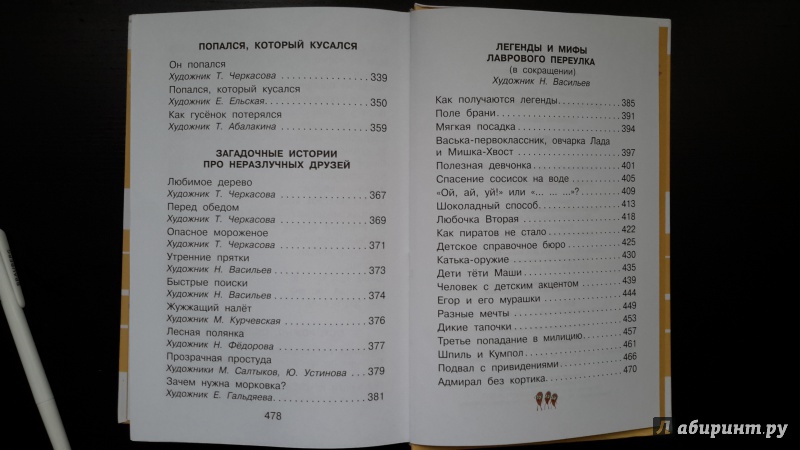 ПОПАЛСЯ, КОТОРЫЙ КУСАЛСЯ
Он попался
Художник Т. Черкасова . . . . . . . . . . . . 339
Попался, который кусался
Художник Е. Ельская. . . . . . . . . . . . . . 350
Как гусёнок потерялся
Художник Т. Абалакина . . . . . . . . . . . . 359
ЗАГАДОЧНЫЕ ИСТОРИИ
ПРО НЕРАЗЛУЧНЫХ ДРУЗЕЙ
Любимое дерево
Художник Т. Черкасова . . . . . . . . . . . . 367
Перед обедом
Художник Т. Черкасова . . . . . . . . . . . . 369
Опасное мороженое
Художник Т. Черкасова . . . . . . . . . . . . 371
Утренние прятки
Художник Н. Васильев . . . . . . . . . . . . 373
Быстрые поиски
Художник Н. Васильев . . . . . . . . . . . . 374
Жужжащий налёт
Художник М. Курчевская . . . . . . . . . . . 376
Лесная полянка
Художник Н. Фёдорова . . . . . . . . . . . . 377
Прозрачная простуда
Художники М. Салтыков, Ю. Устинова . . . . 379
Зачем нужна морковка?
Художник Е. Гальдяева . . . . . . . . . . . . 381
478
ЛЕГЕНДЫ И МИФЫ
ЛАВРОВОГО ПЕРЕУЛКА
(в сокращении)
Художник Н. Васильев
Как получаются легенды. . . . . . . . . 385
Поле брани . . . . . . . . . . . . . . . . 391
Мягкая посадка . . . . . . . . . . . . . . 394
Васька-первоклассник, овчарка Лада
и Мишка-Хвост . . . . . . . . . . . . . . 397
Полезная девчонка. . . . . . . . . . . . . 401
Спасение сосисок на воде . . . . . . . . 405
«Ой, ай, уй!» или «... ... ...»? . . . . . . 409
Шоколадный способ. . . . . . . . . . . . 413
Любочка Вторая . . . . . . . . . . . . . . 418
Как пиратов не стало . . . . . . . . . . . 422
Детское справочное бюро . . . . . . . . 425
Катька-оружие . . . . . . . . . . . . . . . 430
Дети тёти Маши . . . . . . . . . . . . . . 435
Человек с детским акцентом . . . . . . 439
Егор и его мурашки . . . . . . . . . . . . 444
Разные мечты . . . . . . . . . . . . . . . 449
Дикие тапочки . . . . . . . . . . . . . . . 453
Третье попадание в милицию. . . . . . . 457
Шпиль и Кумпол . . . . . . . . . . . . . . 461
Подвал с привидениями . . . . . . . . . 466
Адмирал без кортика. . . . . . . . . . . . 470
Лабиринт.ру